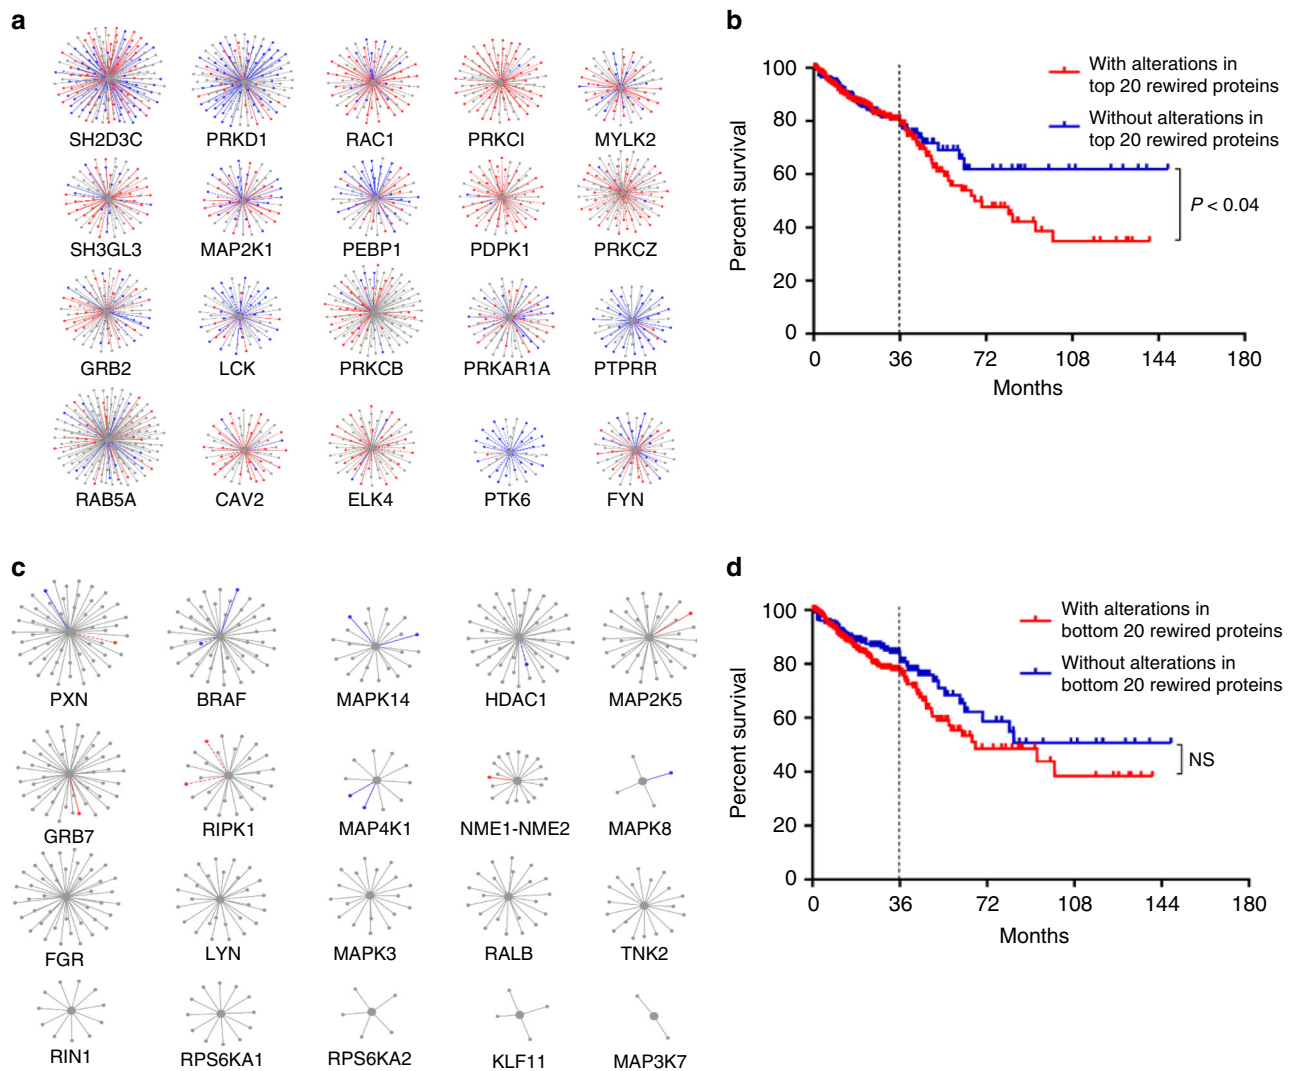 a
SH2D3C PRKD1 RAC1 PRKCI MYLK2
SH3GL3 MAP2K1 PEBP1 PDPK1 PRKCZ
GRB2 LCK PRKCB PRKAR1A PTPRR
RAB5A CAV2 ELK4 PTK6 FYN
b
Percent survival
100
80
60
40
20
0
0 36 72 108 144 180
Months
With alterations in
top 20 rewired proteins
Without alterations in
top 20 rewired proteins
P < 0.04
c
PXN BRAF MAPK14 HDAC1 MAP2K5
GRB7 RIPK1 MAP4K1 NME1-NME2 MAPK8
FGR LYN MAPK3 RALB TNK2
RIN1 RPS6KA1 RPS6KA2 KLF11 MAP3K7
d
Percent survival
100
80
60
40
20
0
0 36 72 108 144 180
Months
With alterations in
bottom 20 rewired proteins
Without alterations in
bottom 20 rewired proteins
NS